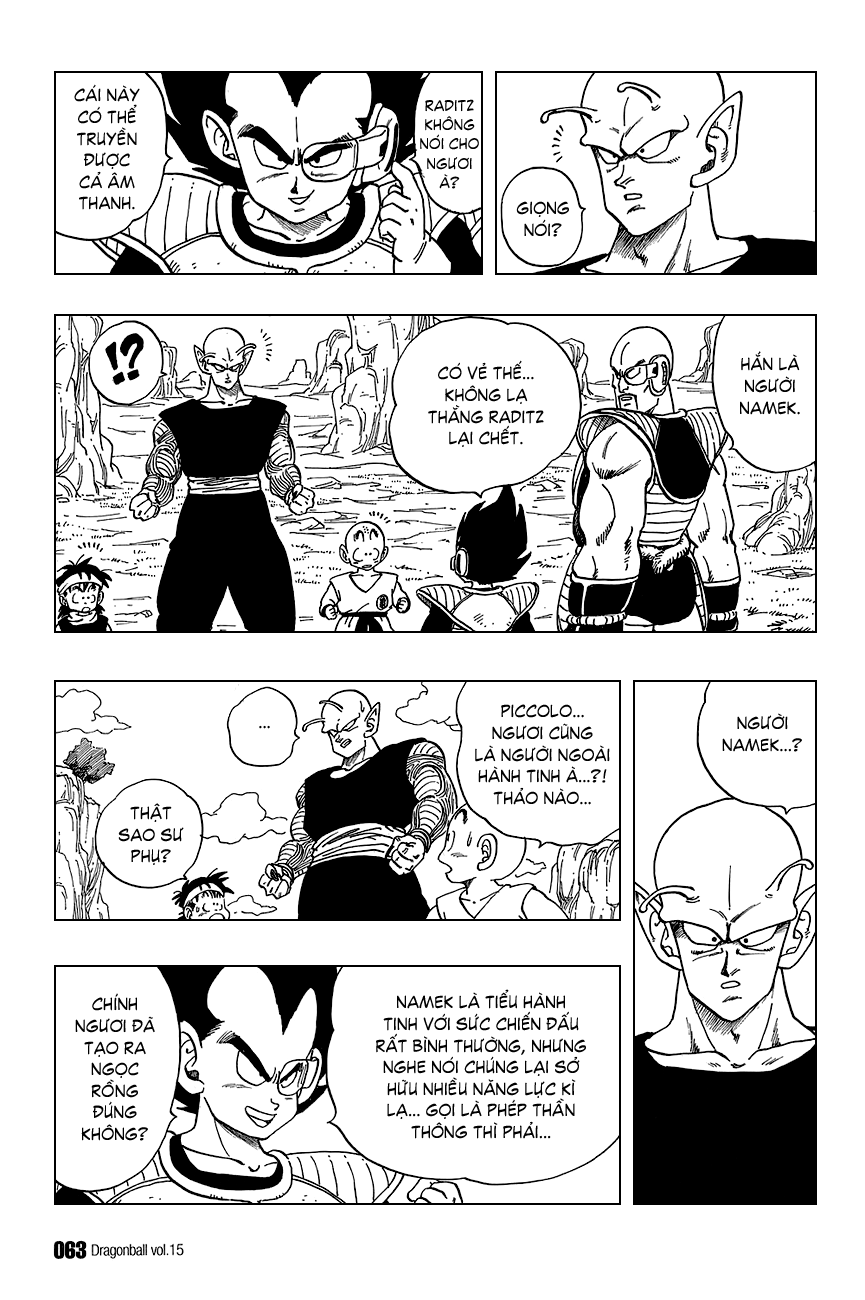 GIỌNG
NÓI?
RADITZ
KHÔNG
NÓI CHO
NGƯƠI
À?
CÁI NÀY
CÓ THỂ
TRUYỀN
ĐƯỢC
CẢ ÂM
THANH.
HẮN LÀ
NGƯỜI
NAMEK.
CÓ VẺ THẾ...
KHÔNG LẠ
THẰNG RADITZ
LẠI CHẾT.
!?
NGƯỜI
NAMEK...?
PICCOLO...
NGƯƠI CŨNG
LÀ NGƯỜI NGOÀI
HÀNH TINH À...?!
THẢO NÀO...
...
THẬT
SAO SƯ
PHỤ?
NAMEK LÀ TIỂU HÀNH
TINH VỚI SỨC CHIẾN ĐẤU
RẤT BÌNH THƯỜNG, NHƯNG
NGHE NÓI CHÚNG LẠI SỞ
HỮU NHIỀU NĂNG LỰC KÌ
LẠ... GỌI LÀ PHÉP THẦN
THÔNG THÌ PHẢI...
CHÍNH
NGƯƠI ĐÃ
TẠO RA
NGỌC
RỒNG
ĐÚNG
KHÔNG?
063 Dragonball vol.15